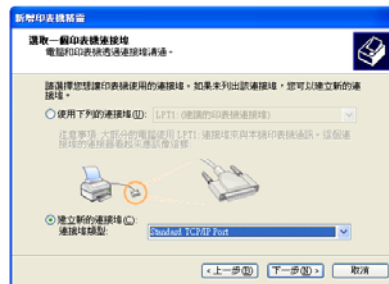 新增印表機精靈
選取一個印表機連接埠
電腦和印表機透過連接埠溝通。
請選擇您想讓印表機使用的連接埠。如果未列出該連接埠，您可以建立新的連
接埠。
使用下列的連接埠(U): LPT1: (建議的印表機連接埠)
注意事項: 大部分的電腦使用 LPT1: 連接埠來與本機印表機通訊。這個連
接埠的連接器看起來應該像這樣:
建立新的連接埠(C):
連接埠類型: Standard TCP/IP Port
<上一步(B) 下一步(N)> 取消